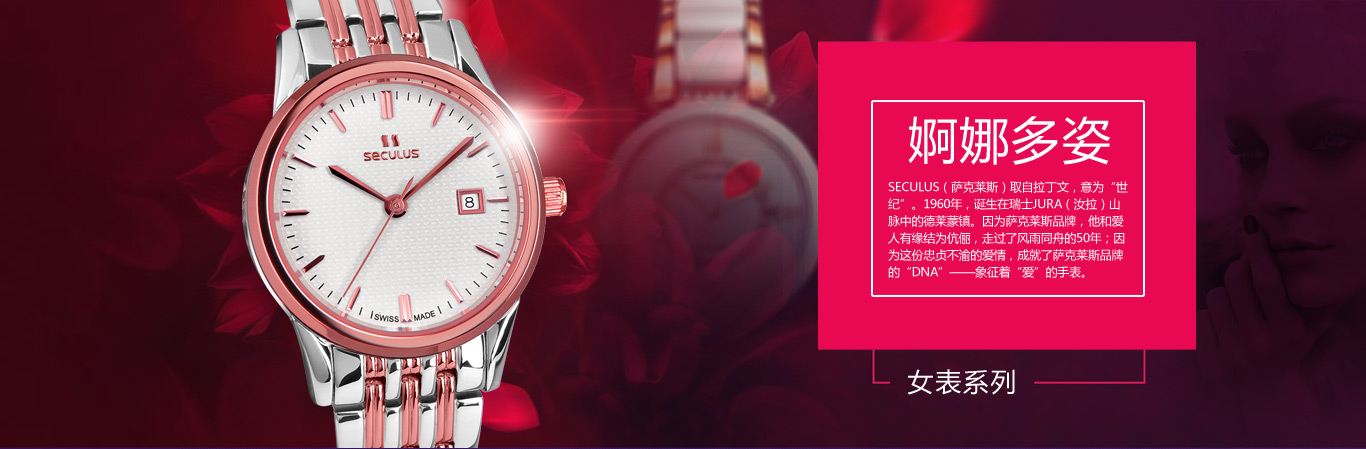 SECULUS
8
SWISS MADE
婀娜多姿
SECULUS（萨克莱斯）取自拉丁文，意为“世
纪”。1960年，诞生在瑞士JURA（汝拉）山
脉中的德莱蒙镇。因为萨克莱斯品牌，他和爱
人有缘结为伉俪，走过了风雨同舟的50年；因
为这份忠贞不渝的爱情，成就了萨克莱斯品牌
的“DNA”——象征着“爱”的手表。
女表系列